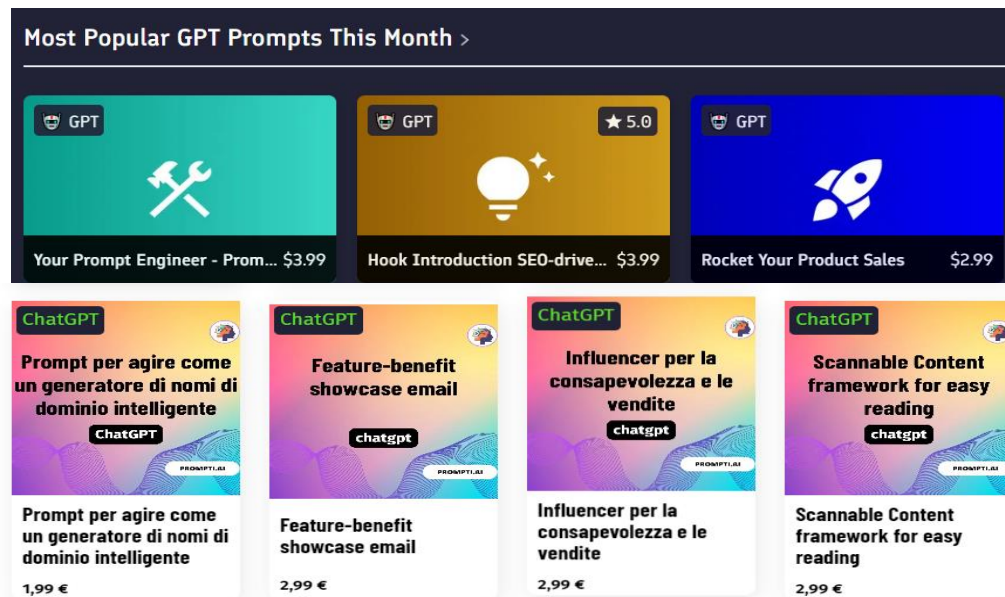 Most Popular GPT Prompts This Month >
GPT
GPT
★ 5.0
GPT
Your Prompt Engineer - Prom... $3.99
Hook Introduction SEO-drive... $3.99
Rocket Your Product Sales $2.99
ChatGPT
Prompt per agire come
un generatore di nomi di
dominio intelligente
ChatGPT
PROMPTI.AI
Prompt per agire come
un generatore di nomi di
dominio intelligente
1,99 €
ChatGPT
Feature-benefit
showcase email
chatgpt
PROMPTI.AI
Feature-benefit
showcase email
2,99 €
ChatGPT
Influencer per la
consapevolezza e le
vendite
chatgpt
PROMPTI.AI
Influencer per la
consapevolezza e le
vendite
2,99 €
ChatGPT
Scannable Content
framework for easy
reading
chatgpt
PROMPTI.AI
Scannable Content
framework for easy
reading
2,99 €